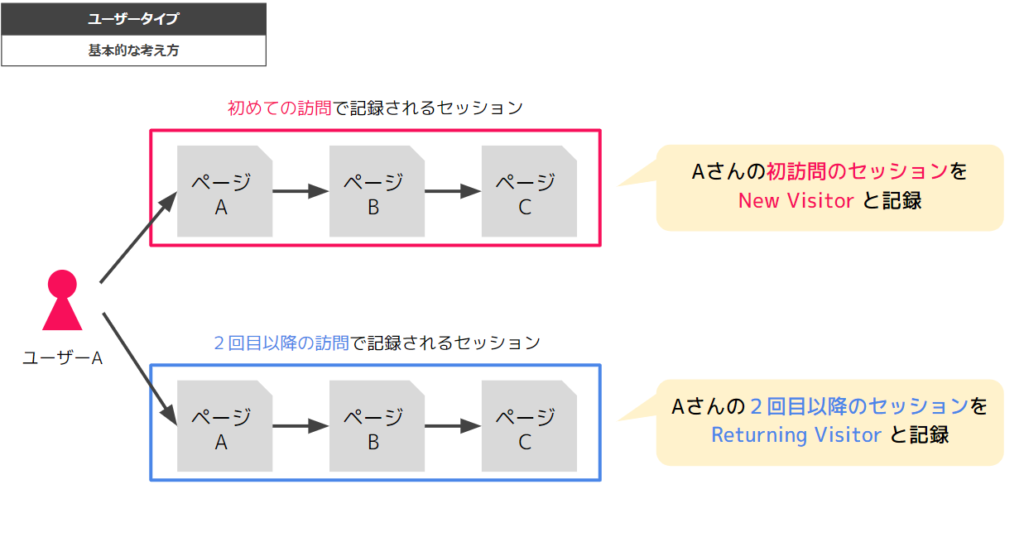 ユーザータイプ
基本的な考え方
初めての訪問で記録されるセッション
ページ
A
ページ
B
ページ
C
Aさんの初訪問のセッションを
New Visitor と記録
ユーザーA
２回目以降の訪問で記録されるセッション
ページ
A
ページ
B
ページ
C
Aさんの２回目以降のセッションを
Returning Visitor と記録